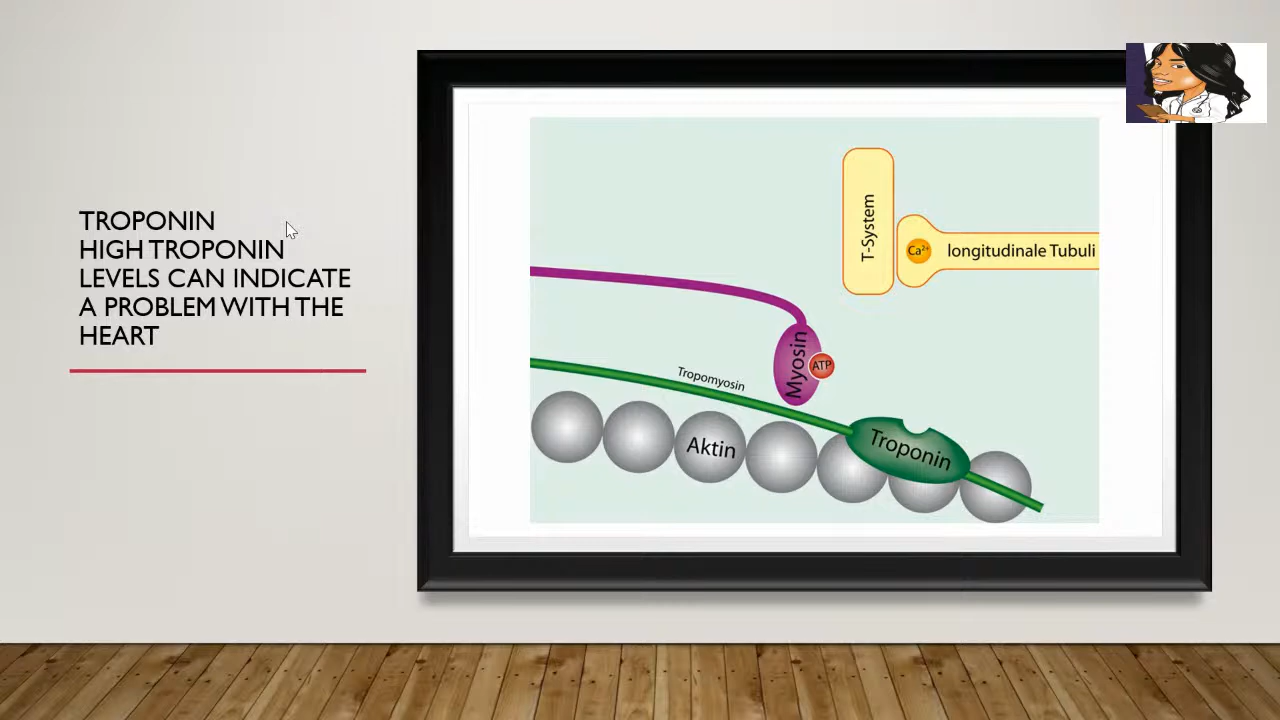 TROPONIN
HIGH TROPONIN
LEVELS CAN INDICATE
A PROBLEM WITH THE
HEART
T-System
Ca²⁺
longitudinale Tubuli
Myosin
ATP
Tropomyosin
Aktin
Troponin